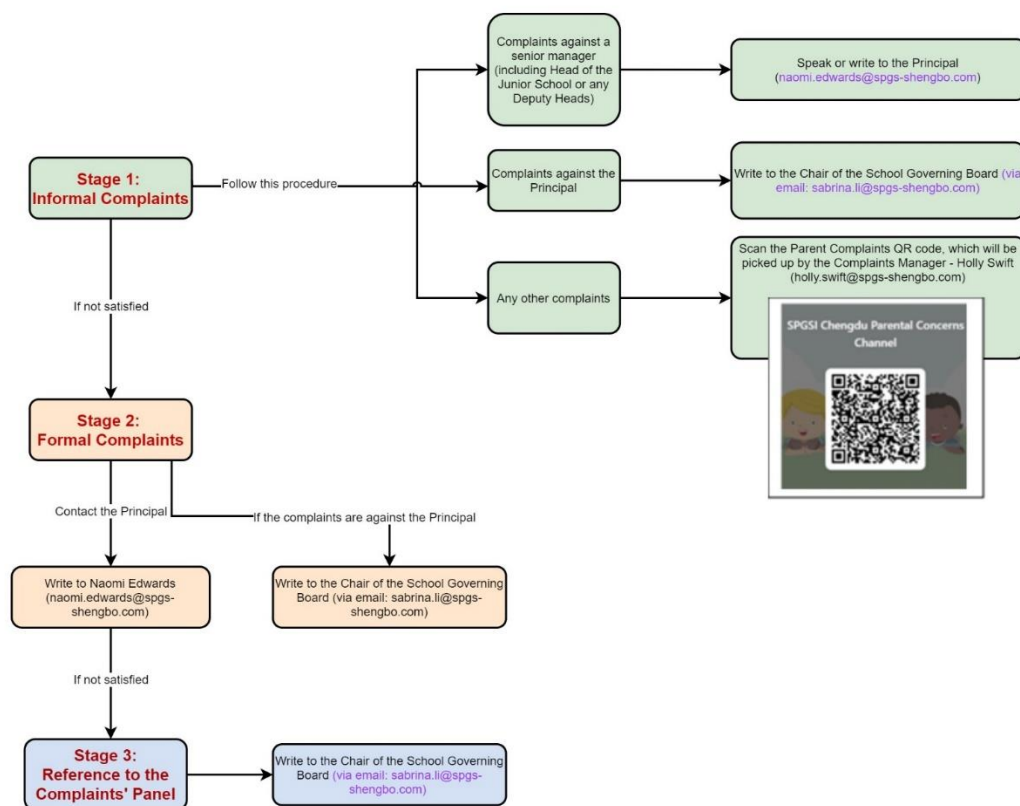 Complaints against a
senior manager
(including Head of the
Junior School or any
Deputy Heads)
Speak or write to the Principal
(naomi.edwards@spgs-shengbo.com)
Stage 1:
Informal Complaints
Follow this procedure
Complaints against the
Principal
Write to the Chair of the School Governing Board (via
email: sabrina.li@spgs-shengbo.com)
Any other complaints
Scan the Parent Complaints QR code, which will be
picked up by the Complaints Manager - Holly Swift
(holly.swift@spgs-shengbo.com)
SPGSI Chengdu Parental Concerns
Channel
If not satisfied
Stage 2:
Formal Complaints
Contact the Principal
If the complaints are against the Principal
Write to Naomi Edwards
(naomi.edwards@spgs-
shengbo.com)
Write to the Chair of the School Governing
Board (via email: sabrina.li@spgs-
shengbo.com)
If not satisfied
Stage 3:
Reference to the
Complaints' Panel
Write to the Chair of the School Governing
Board (via email: sabrina.li@spgs-
shengbo.com)